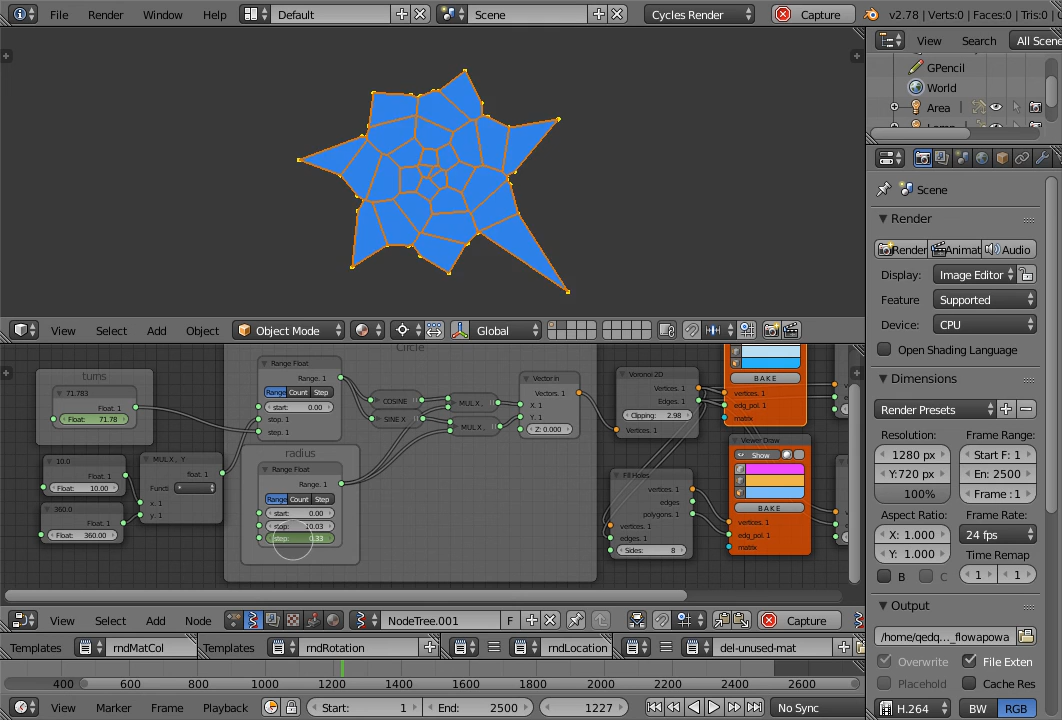 File Render Window Help Default Scene Cycles Render Capture v2.78 | Verts:0 | Faces:0 | Tris:0 |
View Search All Scene
GPencil
World
Area
Scene
Render
Render Animat Audio
Display: Image Editor
Feature Supported
Device: CPU
Open Shading Language
Dimensions
Render Presets
Resolution: Frame Range:
1280 px Start F: 1
Y:720 px En: 2500
100% Frame : 1
Aspect Ratio: Frame Rate:
X: 1.000 24 fps
Y: 1.000 Time Remap
B C 1 1
Output
/home/qedq..._flowapowa
Overwrite File Exten
Placehold Cache Res
H.264 BW RGB
View Select Add Object Object Mode Global
Circle
turns
71.783
Float. 1
Float: 71.78
10.0
Float. 1
Float: 10.00
360.0
Float. 1
Float: 360.00
MULX, Y
float. 1
Functi
x. 1
y. 1
Range Float
Range. 1
Range Count Step
start: 0.00
stop. 1
step. 1
radius
Range Float
Range. 1
Range Count Step
start: 0.00
stop: 10.03
step: 0.33
COSINE
SINE X
MULX,
MULX,
Vector in
Vectors. 1
X. 1
Y. 1
Z: 0.000
Voronoi 2D
Vertices. 1
Edges. 1
Clipping: 2.98
Vertices. 1
Fill Holes
vertices. 1
edges
polygons. 1
vertices. 1
edges. 1
Sides: 8
BAKE
vertices. 1
edg_pol. 1
matrix
Viewer Draw
Show
BAKE
vertices. 1
edg_pol. 1
matrix
View Select Add Node NodeTree.001 F Capture
Templates rndMatCol Templates rndRotation rndLocation del-unused-mat
400 600 800 1000 1200 1400 1600 1800 2000 2200 2400 2600
View Marker Frame Playback Start: 1 End: 2500 1227 No Sync